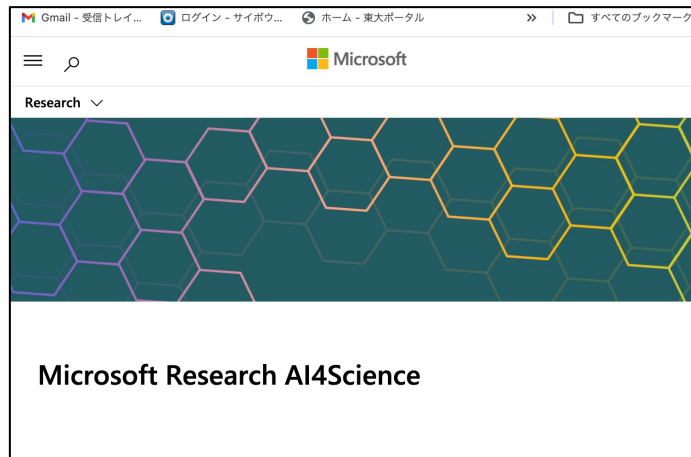 Gmail - 受信トレイ... ログイン - サイボウ... ホーム - 東大ポータル » すべてのブックマーク
Microsoft
Research
Microsoft Research AI4Science